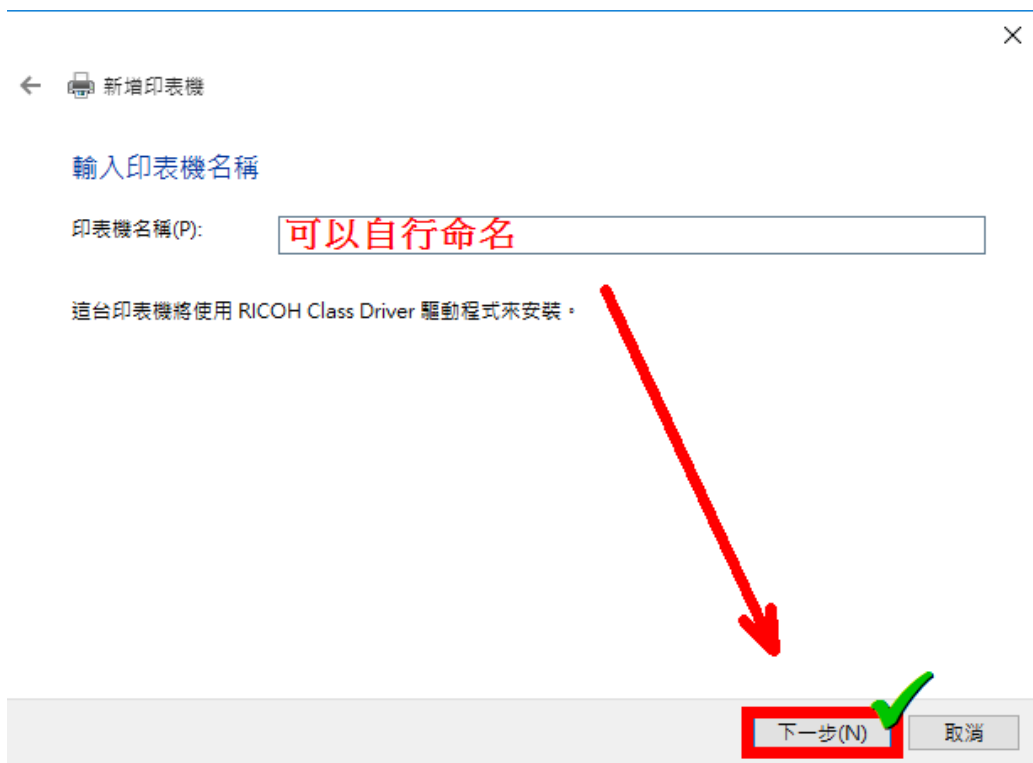 新增印表機
輸入印表機名稱
印表機名稱(P): 可以自行命名
這台印表機將使用 RICOH Class Driver 驅動程式來安裝。
下一步(N) 取消